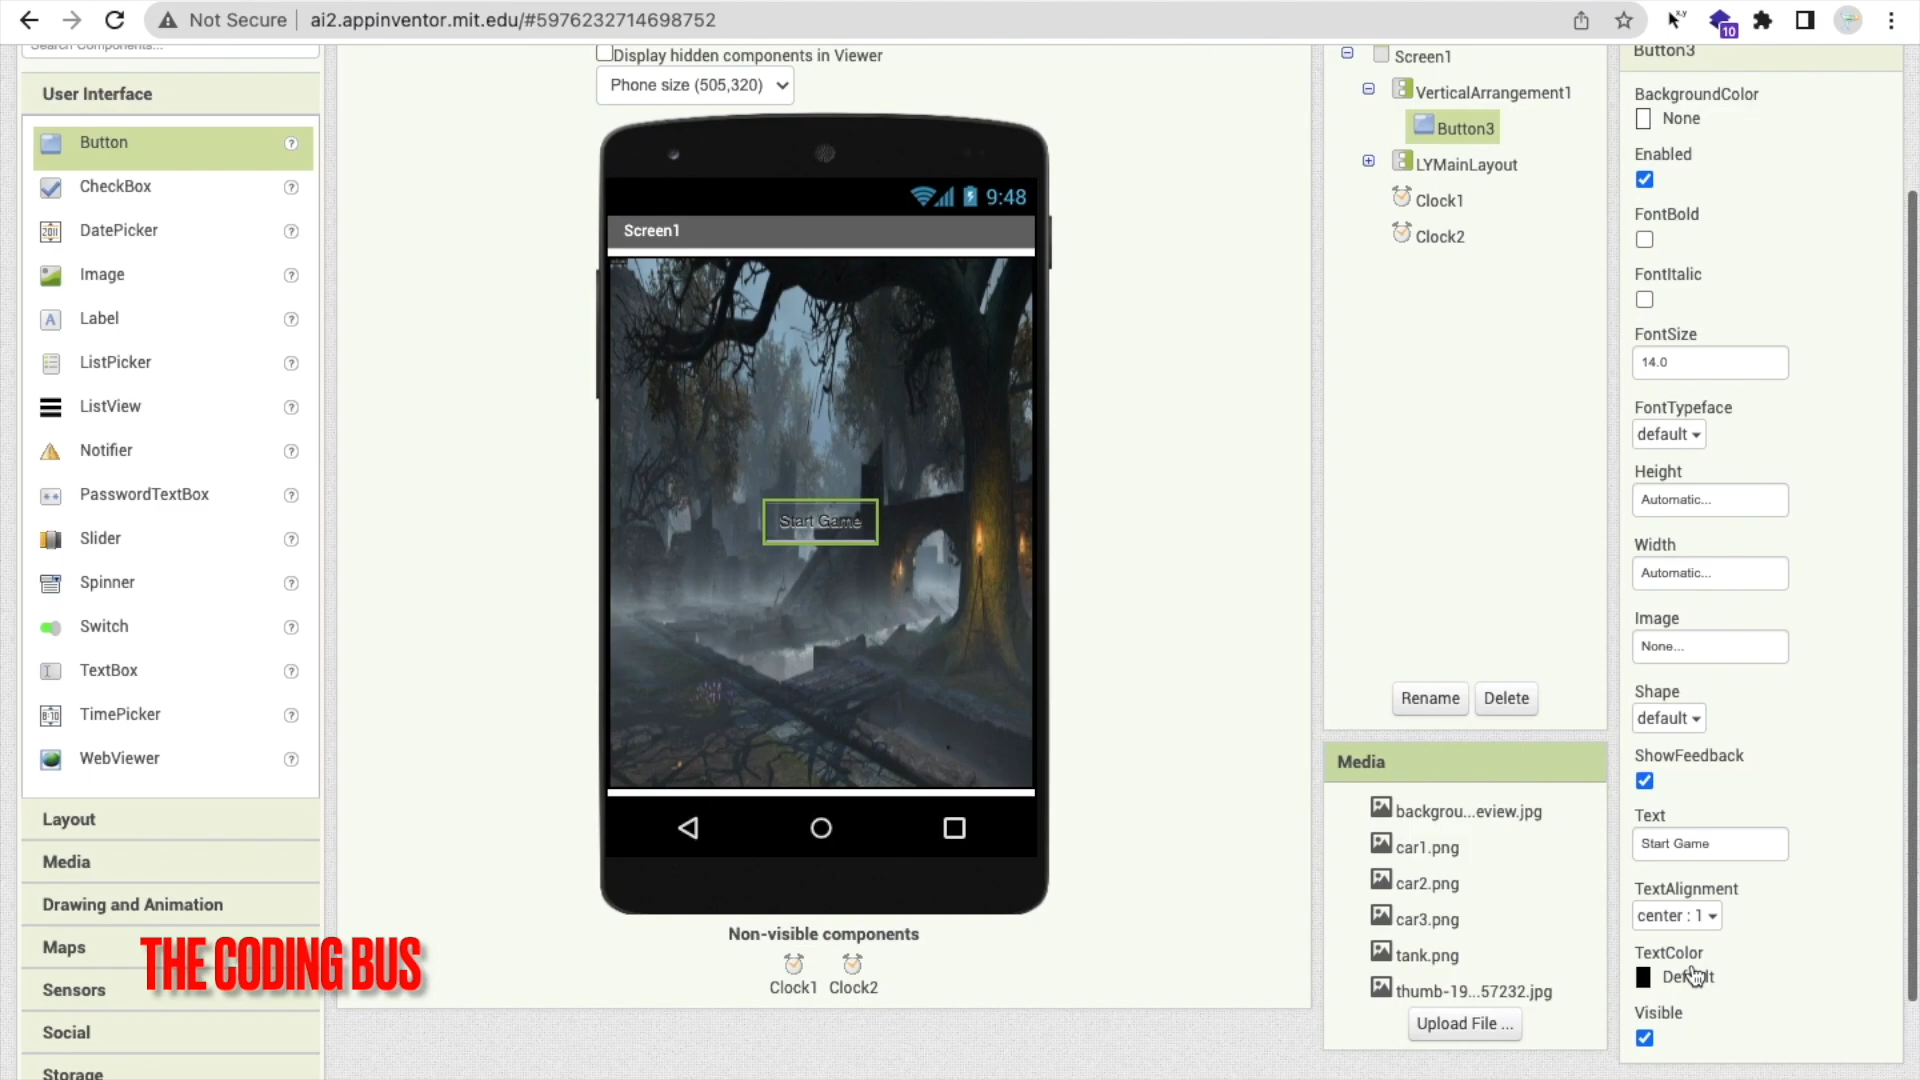 Not Secure
ai2.appinventor.mit.edu/#5976232714698752
10
Search Components...
User Interface
Button
CheckBox
DatePicker
Image
Label
ListPicker
ListView
Notifier
PasswordTextBox
Slider
Spinner
Switch
TextBox
TimePicker
WebViewer
Layout
Media
Drawing and Animation
Maps
Sensors
Social
Storage
THE CODING BUS
Display hidden components in Viewer
Phone size (505,320)
9:48
Screen1
Start Game
Non-visible components
Clock1 Clock2
Screen1
VerticalArrangement1
Button3
LYMainLayout
Clock1
Clock2
Rename Delete
Media
backgrou...eview.jpg
car1.png
car2.png
car3.png
tank.png
thumb-19...57232.jpg
Upload File ...
Button3
BackgroundColor
None
Enabled
FontBold
FontItalic
FontSize
14.0
FontTypeface
default
Height
Automatic...
Width
Automatic...
Image
None...
Shape
default
ShowFeedback
Text
Start Game
TextAlignment
center : 1
TextColor
Default
Visible